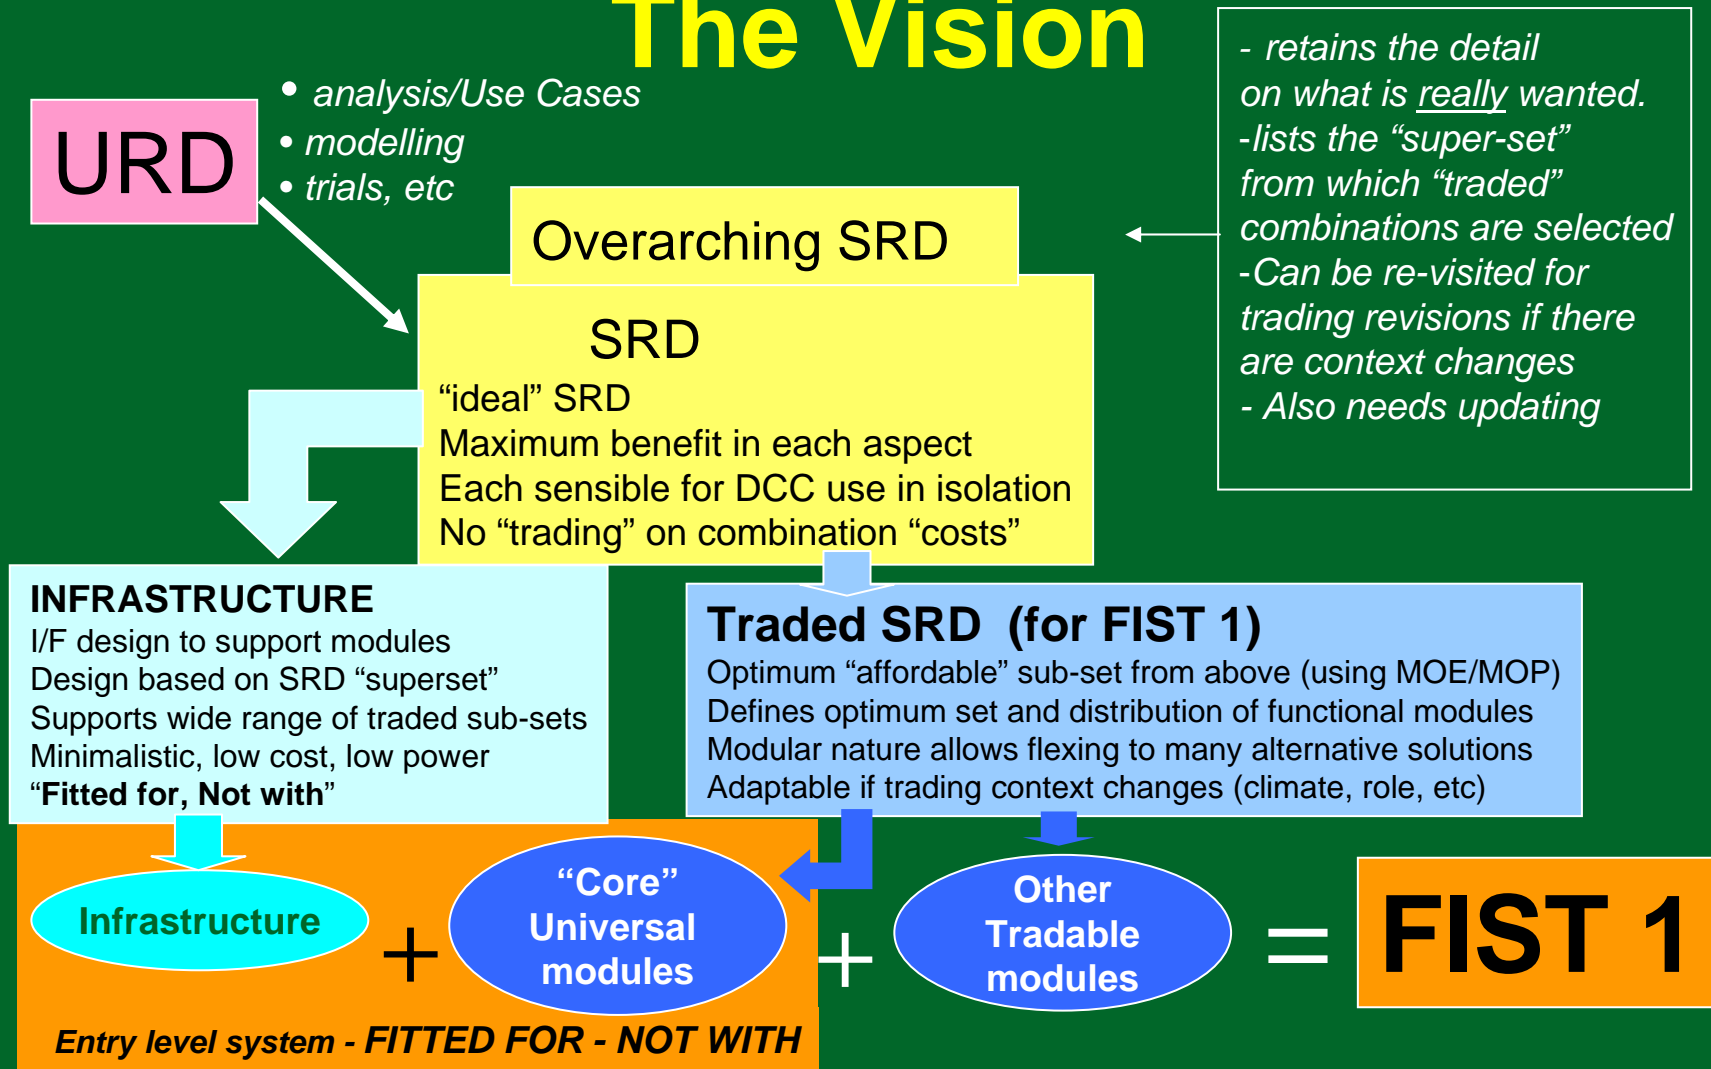 The Vision
URD
• analysis/Use Cases
• modelling
• trials, etc
- retains the detail
on what is really wanted.
-lists the “super-set”
from which “traded”
combinations are selected
-Can be re-visited for
trading revisions if there
are context changes
- Also needs updating
Overarching SRD
SRD
“ideal” SRD
Maximum benefit in each aspect
Each sensible for DCC use in isolation
No “trading” on combination “costs”
INFRASTRUCTURE
I/F design to support modules
Design based on SRD “superset”
Supports wide range of traded sub-sets
Minimalistic, low cost, low power
“Fitted for, Not with”
Traded SRD (for FIST 1)
Optimum “affordable” sub-set from above (using MOE/MOP)
Defines optimum set and distribution of functional modules
Modular nature allows flexing to many alternative solutions
Adaptable if trading context changes (climate, role, etc)
Infrastructure
+
“Core”
Universal
modules
+
Other
Tradable
modules
=
FIST 1
Entry level system - FITTED FOR - NOT WITH